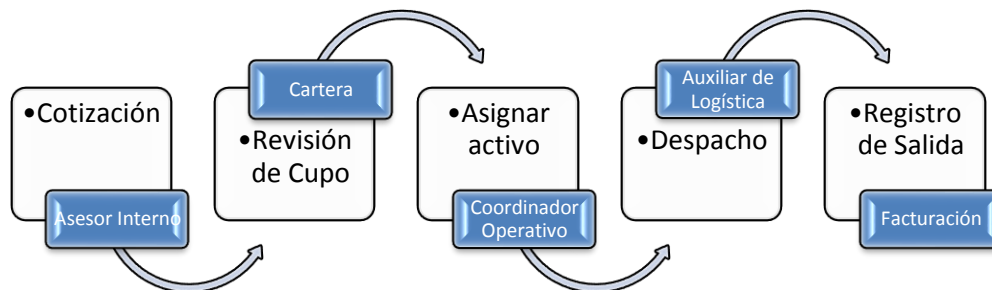 •Cotización
Asesor Interno
Cartera
•Revisión
de Cupo
•Asignar
activo
Coordinador
Operativo
Auxiliar de
Logística
•Despacho
•Registro
de Salida
Facturación